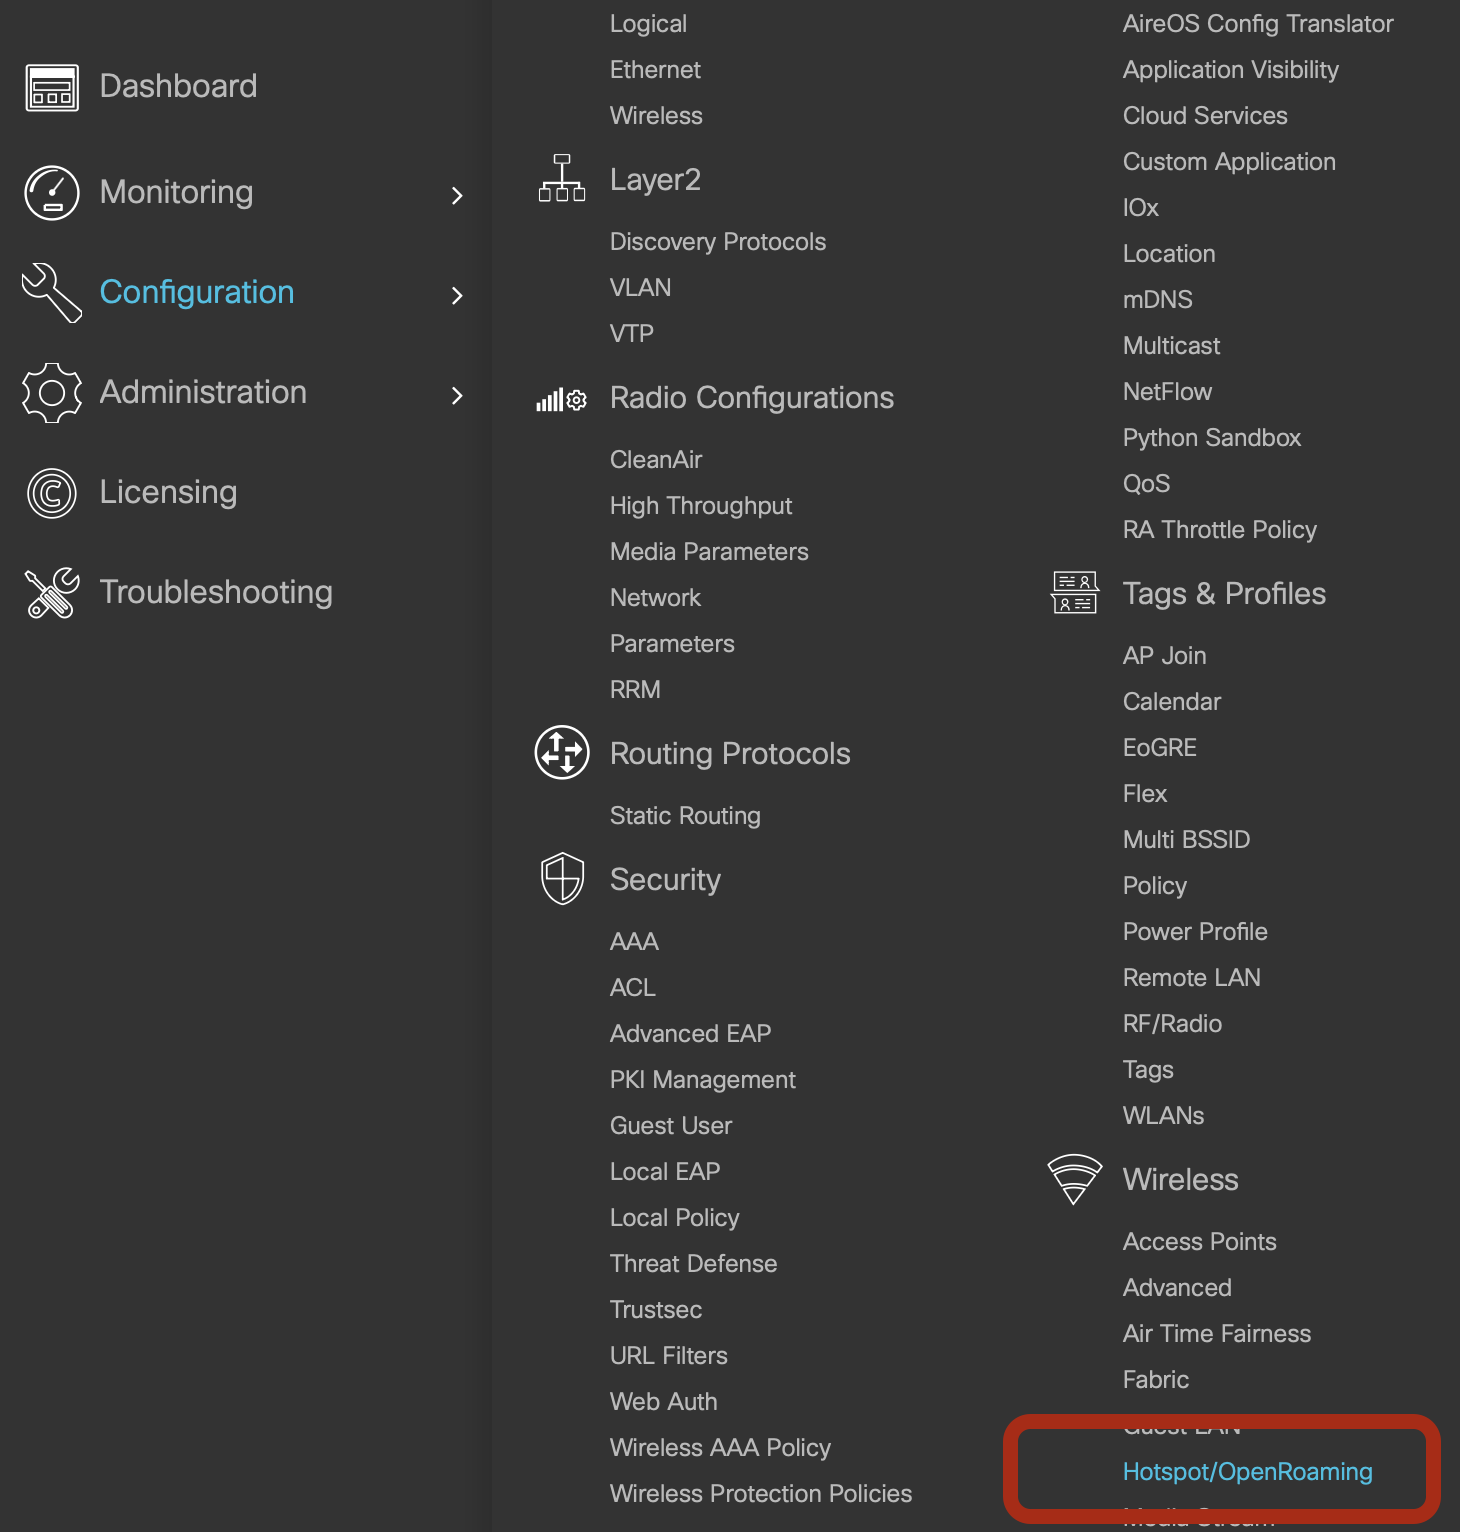 Dashboard
Monitoring
Configuration
Administration
Licensing
Troubleshooting
Logical
Ethernet
Wireless
Layer2
Discovery Protocols
VLAN
VTP
Radio Configurations
CleanAir
High Throughput
Media Parameters
Network
Parameters
RRM
Routing Protocols
Static Routing
Security
AAA
ACL
Advanced EAP
PKI Management
Guest User
Local EAP
Local Policy
Threat Defense
Trustsec
URL Filters
Web Auth
Wireless AAA Policy
Wireless Protection Policies
AireOS Config Translator
Application Visibility
Cloud Services
Custom Application
IOx
Location
mDNS
Multicast
NetFlow
Python Sandbox
QoS
RA Throttle Policy
Tags & Profiles
AP Join
Calendar
EoGRE
Flex
Multi BSSID
Policy
Power Profile
Remote LAN
RF/Radio
Tags
WLANs
Wireless
Access Points
Advanced
Air Time Fairness
Fabric
Guest LAN
Hotspot/OpenRoaming
Media Stream